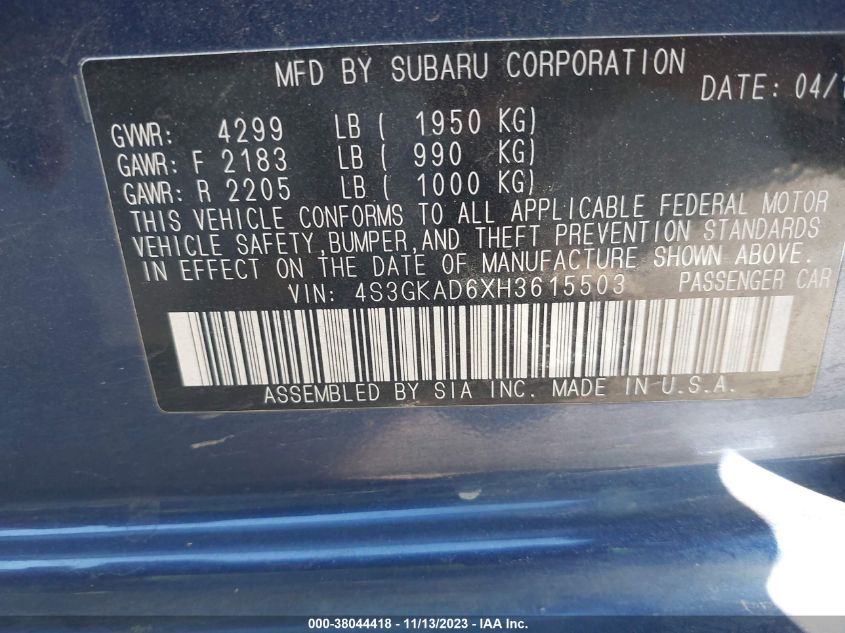 MFD BY SUBARU CORPORATION
DATE: 04/1
GVWR: 4299 LB ( 1950 KG)
GAWR: F 2183 LB ( 990 KG)
GAWR: R 2205 LB ( 1000 KG)
THIS VEHICLE CONFORMS TO ALL APPLICABLE FEDERAL MOTOR
VEHICLE SAFETY,BUMPER,AND THEFT PREVENTION STANDARDS
IN EFFECT ON THE DATE OF MANUFACTURE SHOWN ABOVE.
VIN: 4S3GKAD6XH3615503 PASSENGER CAR
ASSEMBLED BY SIA INC. MADE IN U.S.A.
000-38044418 - 11/13/2023 - IAA Inc.